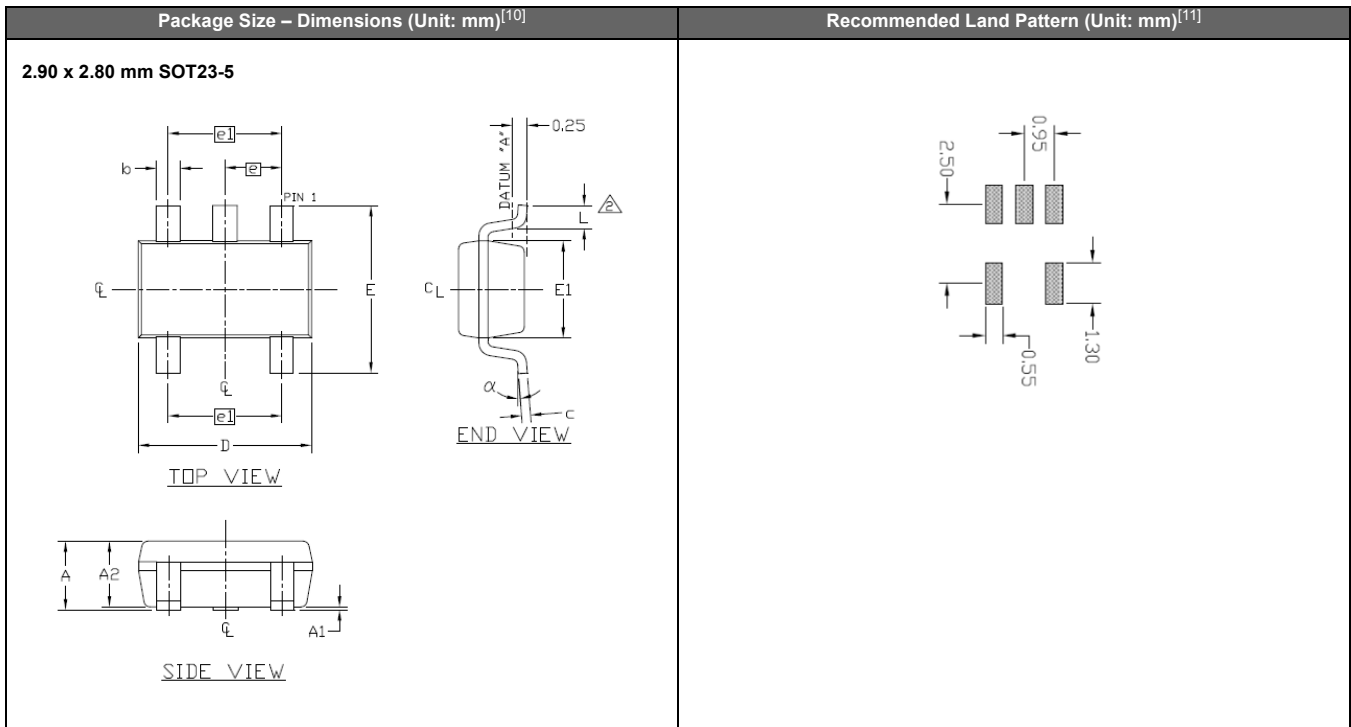 Package Size – Dimensions (Unit: mm)[10]
Recommended Land Pattern (Unit: mm)[11]
2.90 x 2.80 mm SOT23-5
e1
b
e
PIN 1
E
℄
℄
e1
D
TOP VIEW
DATUM "A"
0.25
L
2
C L
E1
α
c
END VIEW
A
A2
℄
A1
SIDE VIEW
0.95
2.50
1.30
0.55